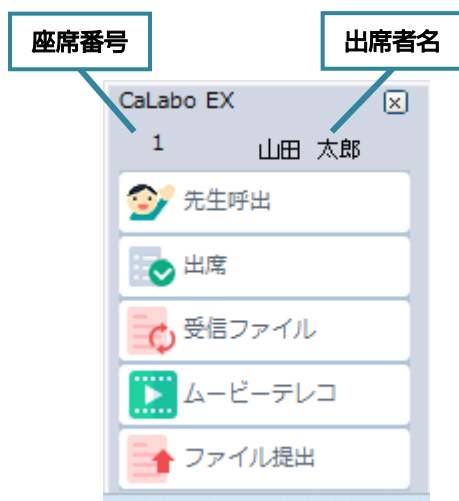 座席番号
出席者名
CaLabo EX
1 山田 太郎
先生呼出
出席
受信ファイル
ムービーテレコ
ファイル提出